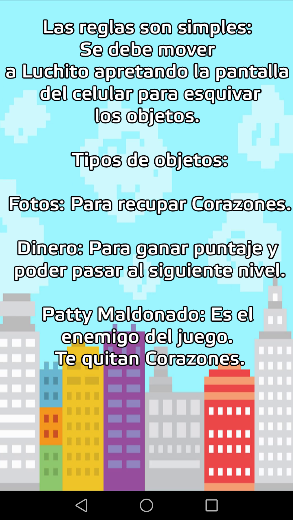 Las reglas son simples:
Se debe mover
a Luchito apretando la pantalla
del celular para esquivar
los objetos.
Tipos de objetos:
Fotos: Para recupar Corazones.
Dinero: Para ganar puntaje y
poder pasar al siguiente nivel.
Patty Maldonado: Es el
enemigo del juego.
Te quitan Corazones.